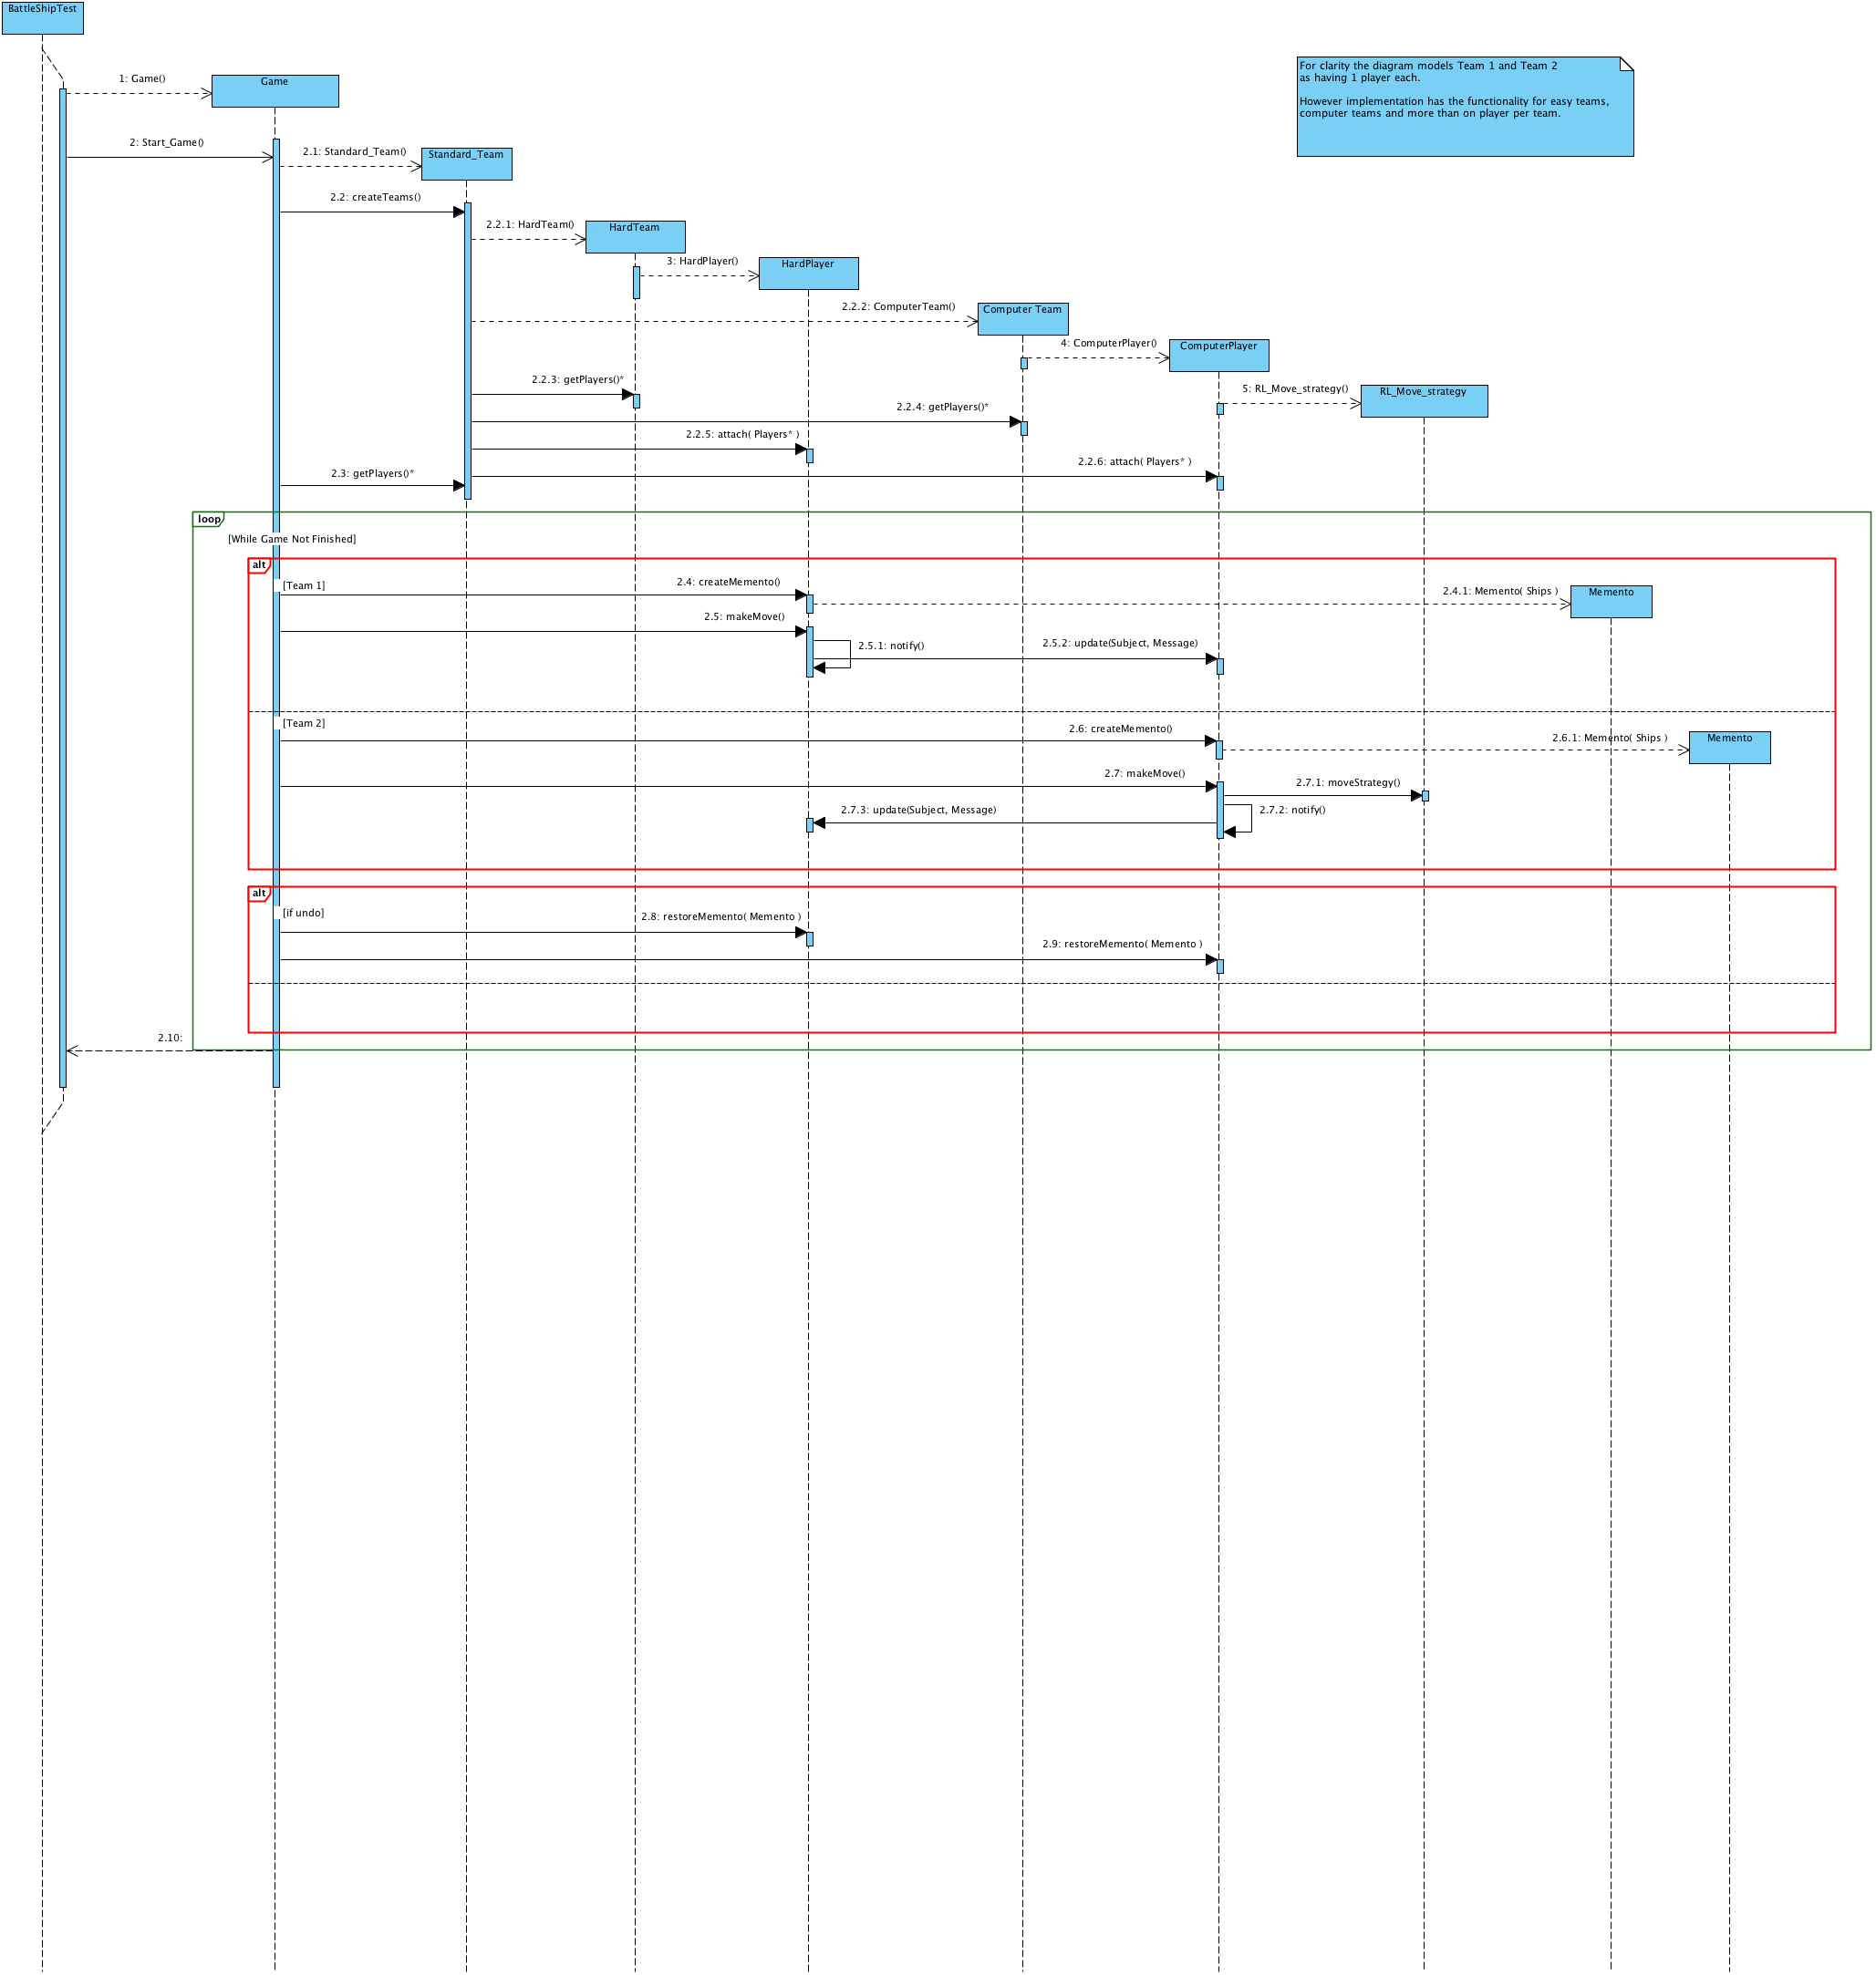 BattleShipTest
For clarity the diagram models Team 1 and Team 2
as having 1 player each.
However implementation has the functionality for easy teams,
computer teams and more than on player per team.
1: Game()
Game
2: Start_Game()
2.1: Standard_Team()
Standard_Team
2.2: createTeams()
2.2.1: HardTeam()
HardTeam
3: HardPlayer()
HardPlayer
2.2.2: ComputerTeam()
Computer Team
4: ComputerPlayer()
ComputerPlayer
2.2.3: getPlayers()*
5: RL_Move_strategy()
RL_Move_strategy
2.2.4: getPlayers()*
2.2.5: attach( Players* )
2.2.6: attach( Players* )
2.3: getPlayers()*
loop
[While Game Not Finished]
alt
[Team 1]
2.4: createMemento()
2.4.1: Memento( Ships )
Memento
2.5: makeMove()
2.5.1: notify()
2.5.2: update(Subject, Message)
[Team 2]
2.6: createMemento()
2.6.1: Memento( Ships )
Memento
2.7: makeMove()
2.7.1: moveStrategy()
2.7.3: update(Subject, Message)
2.7.2: notify()
alt
[if undo]
2.8: restoreMemento( Memento )
2.9: restoreMemento( Memento )
2.10: